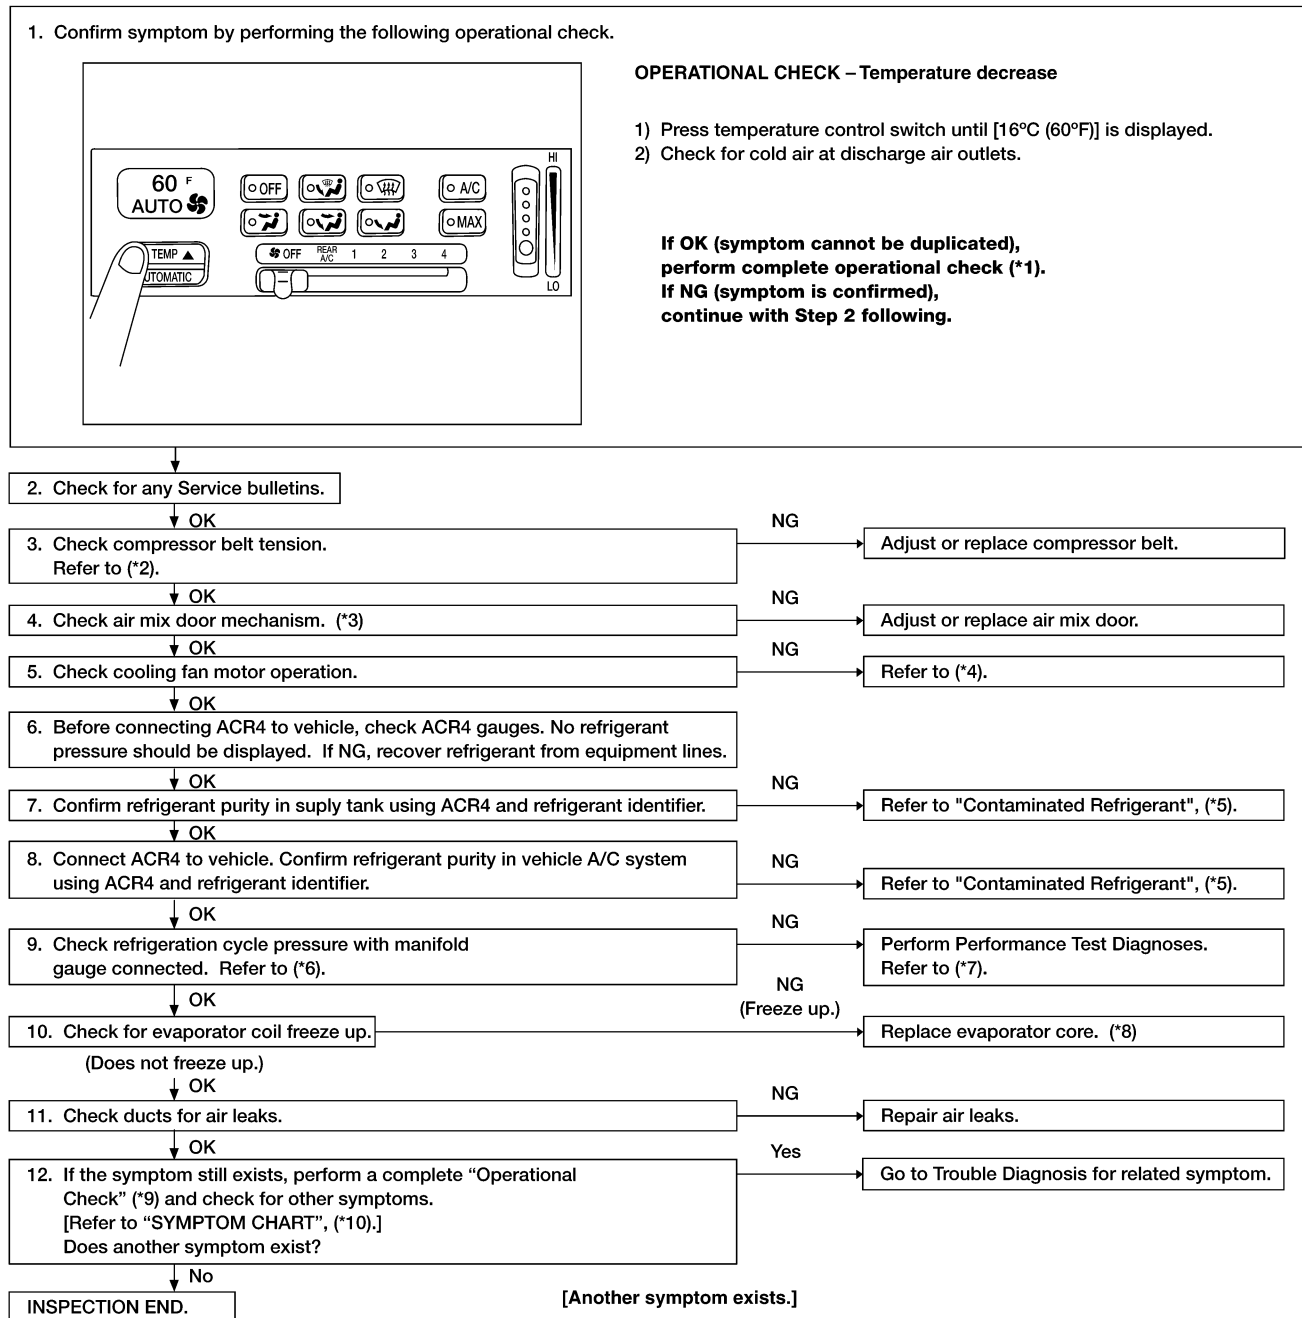 1. Confirm symptom by performing the following operational check.
OPERATIONAL CHECK – Temperature decrease
1) Press temperature control switch until [16ºC (60ºF)] is displayed.
2) Check for cold air at discharge air outlets.
If OK (symptom cannot be duplicated),
perform complete operational check (*1).
If NG (symptom is confirmed),
continue with Step 2 following.
60 F
AUTO
OFF
A/C
MAX
TEMP ▲
UTOMATIC
OFF REAR A/C 1 2 3 4
HI
LO
2. Check for any Service bulletins.
OK
3. Check compressor belt tension.
Refer to (*2).
NG
Adjust or replace compressor belt.
OK
4. Check air mix door mechanism. (*3)
NG
Adjust or replace air mix door.
OK
5. Check cooling fan motor operation.
NG
Refer to (*4).
OK
6. Before connecting ACR4 to vehicle, check ACR4 gauges. No refrigerant
pressure should be displayed. If NG, recover refrigerant from equipment lines.
OK
7. Confirm refrigerant purity in suply tank using ACR4 and refrigerant identifier.
NG
Refer to "Contaminated Refrigerant", (*5).
OK
8. Connect ACR4 to vehicle. Confirm refrigerant purity in vehicle A/C system
using ACR4 and refrigerant identifier.
NG
Refer to "Contaminated Refrigerant", (*5).
OK
9. Check refrigeration cycle pressure with manifold
gauge connected. Refer to (*6).
NG
Perform Performance Test Diagnoses.
Refer to (*7).
OK
10. Check for evaporator coil freeze up.
NG
(Freeze up.)
Replace evaporator core. (*8)
(Does not freeze up.)
OK
11. Check ducts for air leaks.
NG
Repair air leaks.
OK
12. If the symptom still exists, perform a complete “Operational
Check” (*9) and check for other symptoms.
[Refer to “SYMPTOM CHART”, (*10).]
Does another symptom exist?
Yes
Go to Trouble Diagnosis for related symptom.
No
INSPECTION END.
[Another symptom exists.]